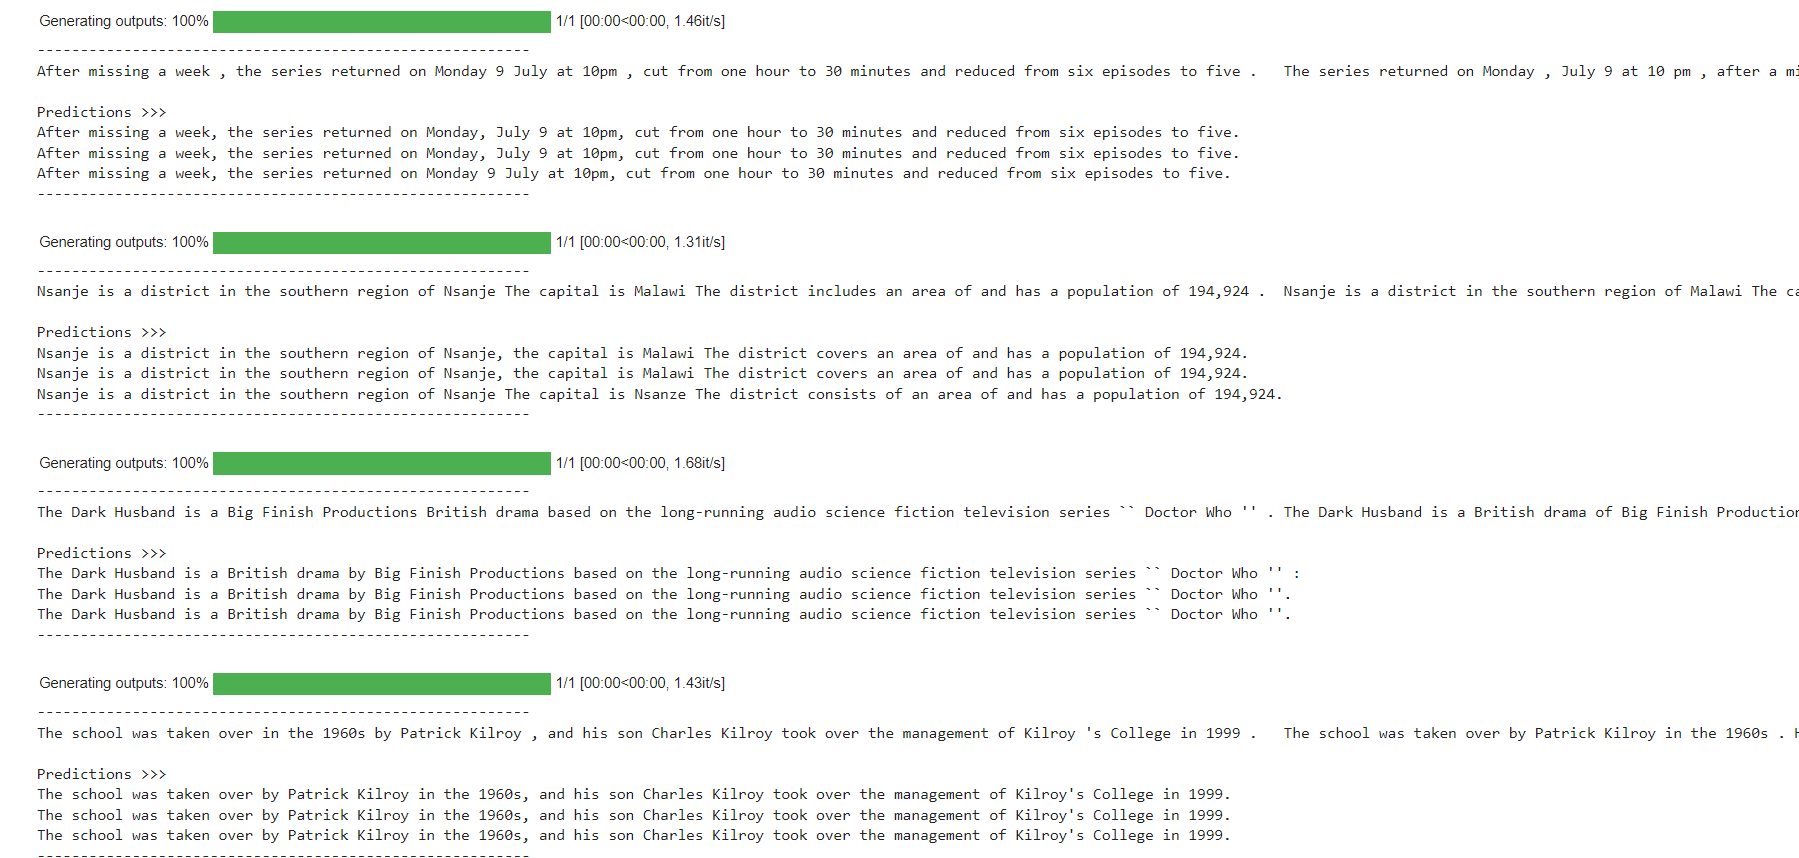 Generating outputs: 100% 1/1 [00:00<00:00, 1.46it/s]
---------------------------------------------------------
After missing a week , the series returned on Monday 9 July at 10pm , cut from one hour to 30 minutes and reduced from six episodes to five .   The series returned on Monday , July 9 at 10 pm , after a
Predictions >>>
After missing a week, the series returned on Monday, July 9 at 10pm, cut from one hour to 30 minutes and reduced from six episodes to five.
After missing a week, the series returned on Monday, July 9 at 10pm, cut from one hour to 30 minutes and reduced from six episodes to five.
After missing a week, the series returned on Monday 9 July at 10pm, cut from one hour to 30 minutes and reduced from six episodes to five.
---------------------------------------------------------
Generating outputs: 100% 1/1 [00:00<00:00, 1.31it/s]
---------------------------------------------------------
Nsanje is a district in the southern region of Nsanje The capital is Malawi The district includes an area of and has a population of 194,924 .  Nsanje is a district in the southern region of Malawi The
Predictions >>>
Nsanje is a district in the southern region of Nsanje, the capital is Malawi The district covers an area of and has a population of 194,924.
Nsanje is a district in the southern region of Nsanje, the capital is Malawi The district covers an area of and has a population of 194,924.
Nsanje is a district in the southern region of Nsanje The capital is Nsanze The district consists of an area of and has a population of 194,924.
---------------------------------------------------------
Generating outputs: 100% 1/1 [00:00<00:00, 1.68it/s]
---------------------------------------------------------
The Dark Husband is a Big Finish Productions British drama based on the long-running audio science fiction television series `` Doctor Who '' . The Dark Husband is a British drama of Big Finish
Predictions >>>
The Dark Husband is a British drama by Big Finish Productions based on the long-running audio science fiction television series `` Doctor Who '' :
The Dark Husband is a British drama by Big Finish Productions based on the long-running audio science fiction television series `` Doctor Who ''.
The Dark Husband is a British drama by Big Finish Productions based on the long-running audio science fiction television series `` Doctor Who ''.
---------------------------------------------------------
Generating outputs: 100% 1/1 [00:00<00:00, 1.43it/s]
---------------------------------------------------------
The school was taken over in the 1960s by Patrick Kilroy , and his son Charles Kilroy took over the management of Kilroy 's College in 1999 .   The school was taken over by Patrick Kilroy in the 1960s .
Predictions >>>
The school was taken over by Patrick Kilroy in the 1960s, and his son Charles Kilroy took over the management of Kilroy's College in 1999.
The school was taken over by Patrick Kilroy in the 1960s, and his son Charles Kilroy took over the management of Kilroy's College in 1999.
The school was taken over by Patrick Kilroy in the 1960s, and his son Charles Kilroy took over the management of Kilroy's College in 1999.
---------------------------------------------------------